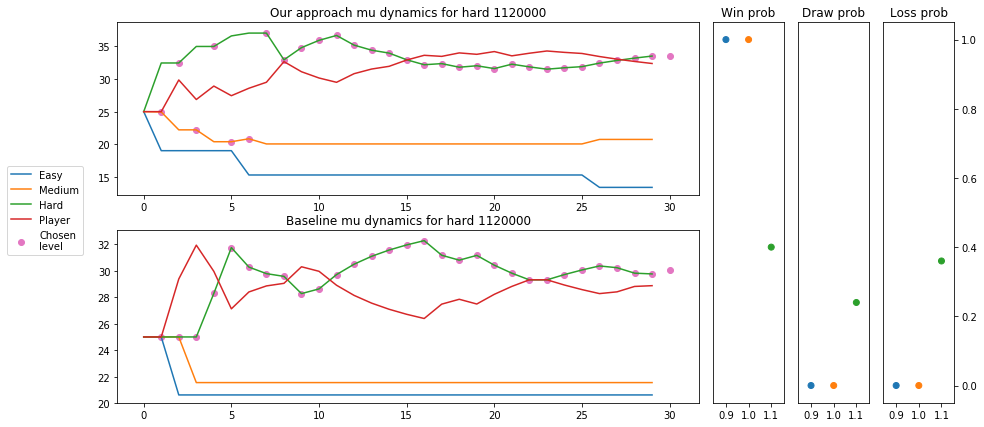 Our approach mu dynamics for hard 1120000
35
30
25
20
15
0 5 10 15 20 25 30
Baseline mu dynamics for hard 1120000
32
30
28
26
24
22
20
0 5 10 15 20 25 30
Easy
Medium
Hard
Player
Chosen
level
Win prob
0.9 1.0 1.1
Draw prob
0.9 1.0 1.1
Loss prob
0.9 1.0 1.1
1.0
0.8
0.6
0.4
0.2
0.0